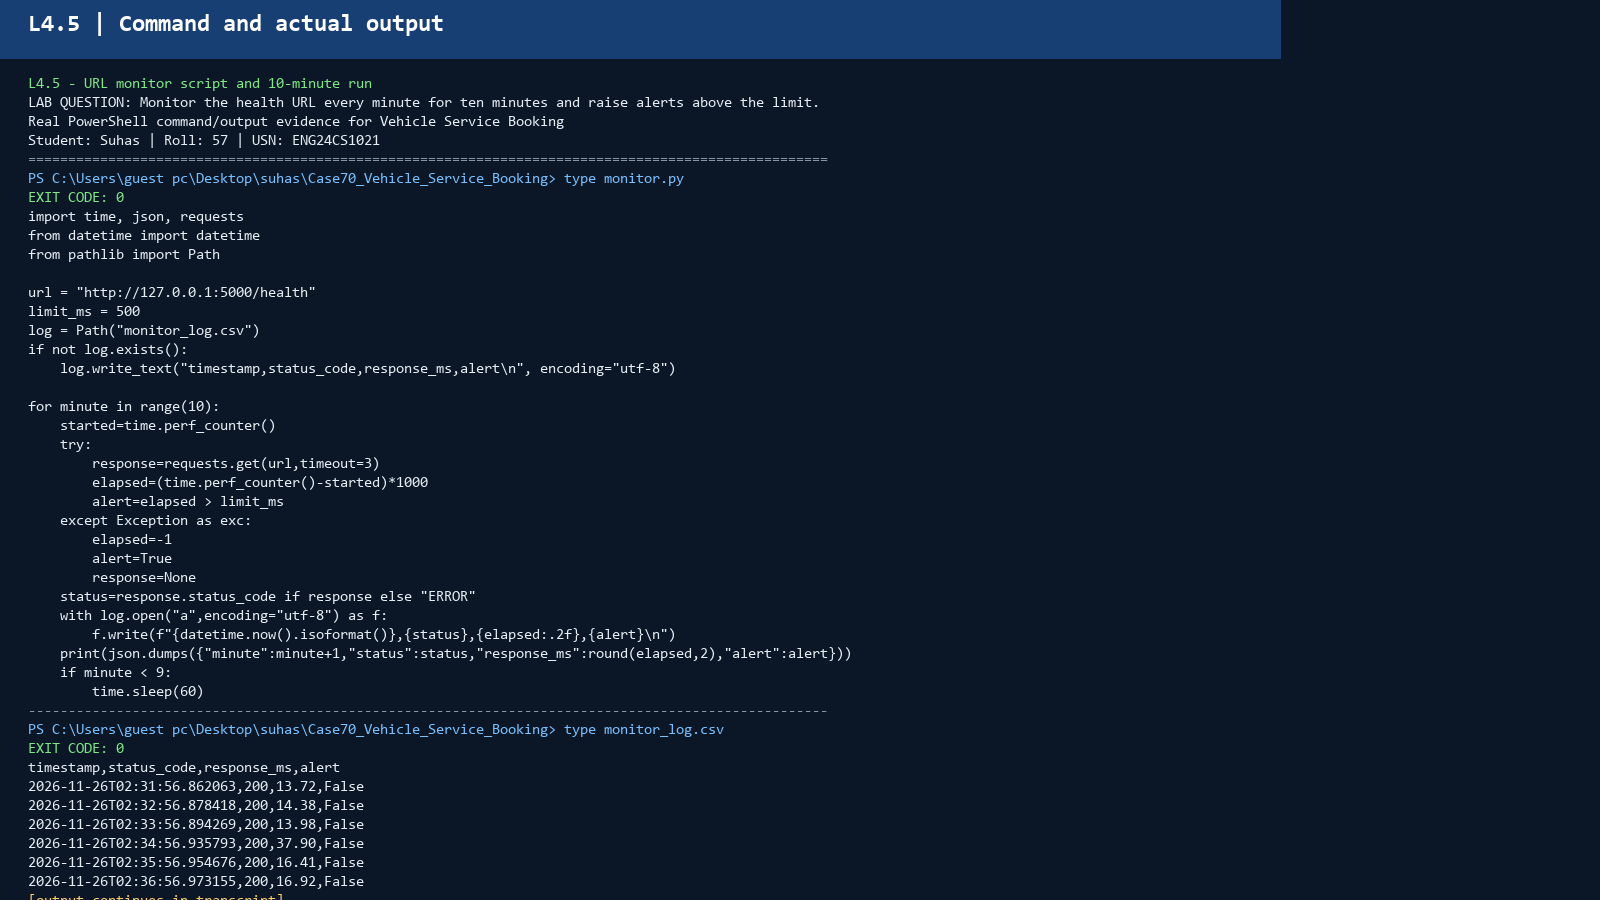 L4.5 | Command and actual output
L4.5 - URL monitor script and 10-minute run
LAB QUESTION: Monitor the health URL every minute for ten minutes and raise alerts above the limit.
Real PowerShell command/output evidence for Vehicle Service Booking
Student: Suhas | Roll: 57 | USN: ENG24CS1021
====================================================================================================
PS C:\Users\guest pc\Desktop\suhas\Case70_Vehicle_Service_Booking> type monitor.py
EXIT CODE: 0
import time, json, requests
from datetime import datetime
from pathlib import Path

url = "http://127.0.0.1:5000/health"
limit_ms = 500
log = Path("monitor_log.csv")
if not log.exists():
    log.write_text("timestamp,status_code,response_ms,alert\n", encoding="utf-8")

for minute in range(10):
    started=time.perf_counter()
    try:
        response=requests.get(url,timeout=3)
        elapsed=(time.perf_counter()-started)*1000
        alert=elapsed > limit_ms
    except Exception as exc:
        elapsed=-1
        alert=True
        response=None
    status=response.status_code if response else "ERROR"
    with log.open("a",encoding="utf-8") as f:
        f.write(f"{datetime.now().isoformat()},{status},{elapsed:.2f},{alert}\n")
    print(json.dumps({"minute":minute+1,"status":status,"response_ms":round(elapsed,2),"alert":alert}))
    if minute < 9:
        time.sleep(60)
----------------------------------------------------------------------------------------------------
PS C:\Users\guest pc\Desktop\suhas\Case70_Vehicle_Service_Booking> type monitor_log.csv
EXIT CODE: 0
timestamp,status_code,response_ms,alert
2026-11-26T02:31:56.862063,200,13.72,False
2026-11-26T02:32:56.878418,200,14.38,False
2026-11-26T02:33:56.894269,200,13.98,False
2026-11-26T02:34:56.935793,200,37.90,False
2026-11-26T02:35:56.954676,200,16.41,False
2026-11-26T02:36:56.973155,200,16.92,False
[output continues in transcript]